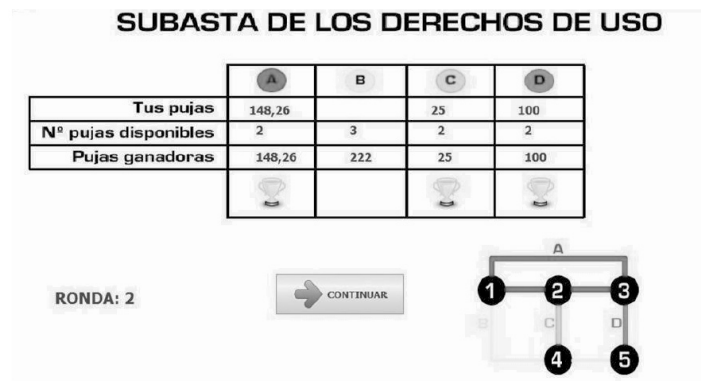 SUBASTA DE LOS DERECHOS DE USO
A B C D
Tus pujas 148,26 25 100
Nº pujas disponibles 2 3 2 2
Pujas ganadoras 148,26 222 25 100
RONDA: 2
CONTINUAR
A
1 2 3
B C D
4 5